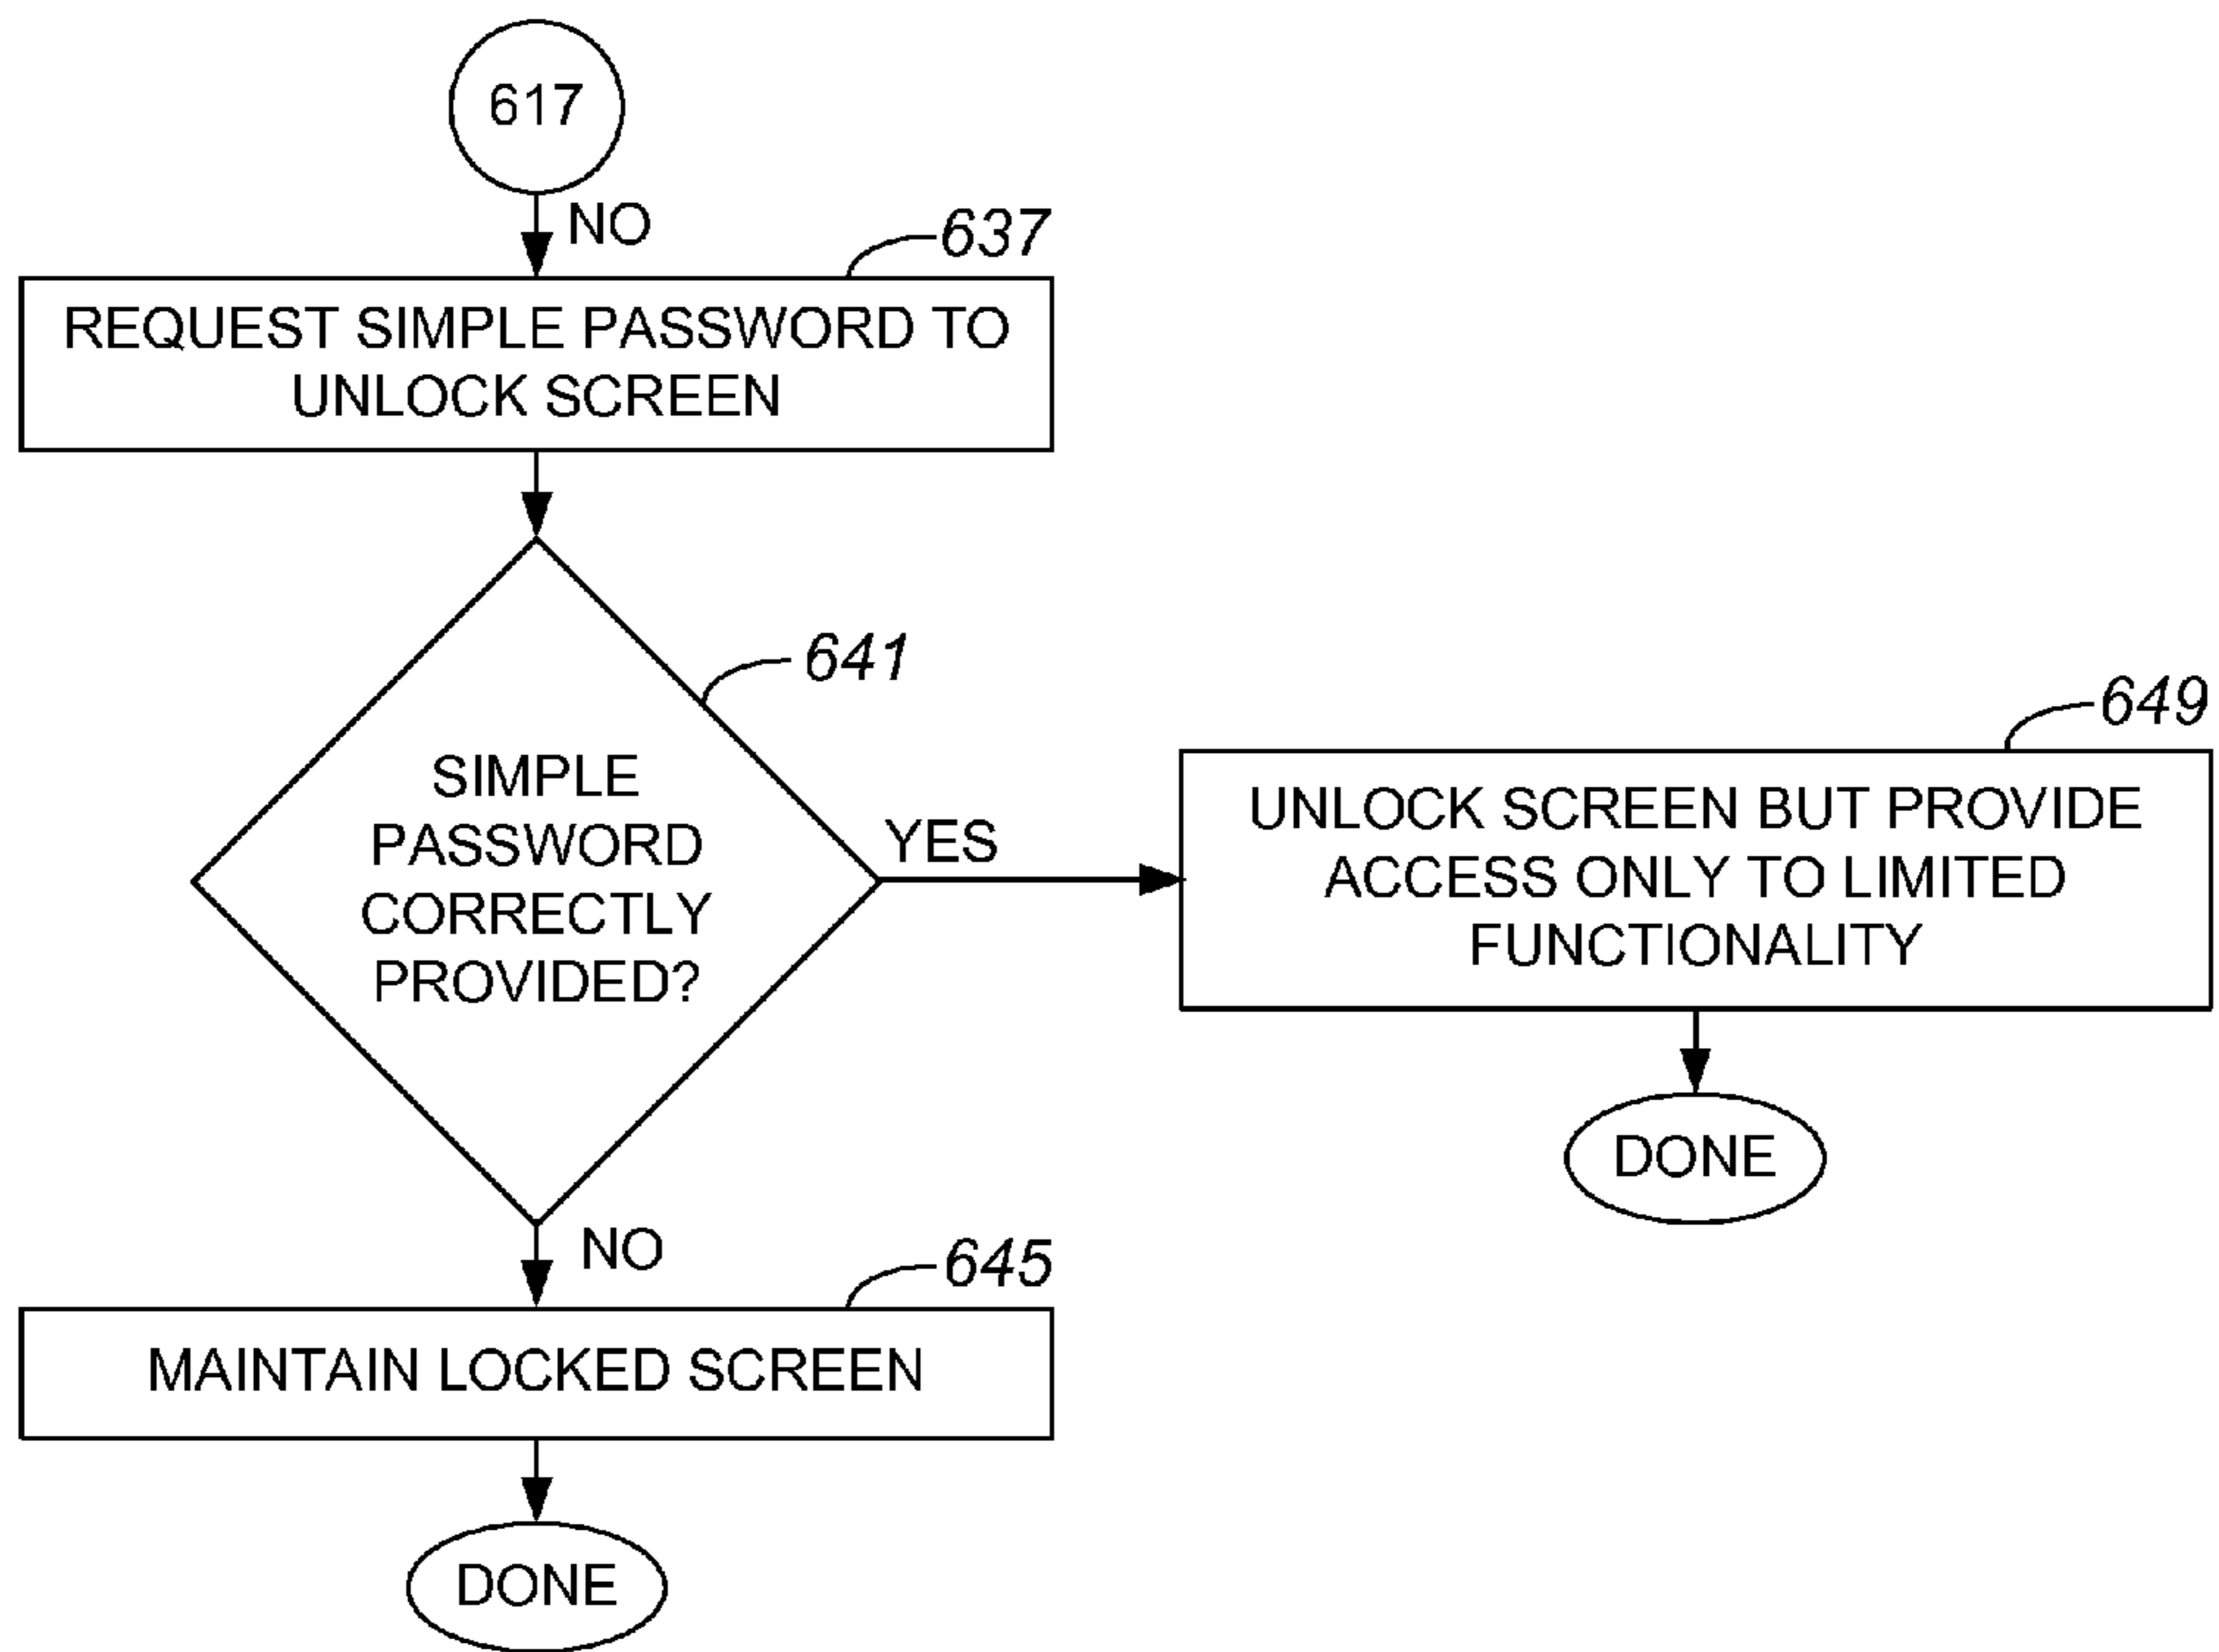 617
NO
637
REQUEST SIMPLE PASSWORD TO
UNLOCK SCREEN
641
SIMPLE
PASSWORD
CORRECTLY
PROVIDED?
YES
649
UNLOCK SCREEN BUT PROVIDE
ACCESS ONLY TO LIMITED
FUNCTIONALITY
DONE
NO
645
MAINTAIN LOCKED SCREEN
DONE